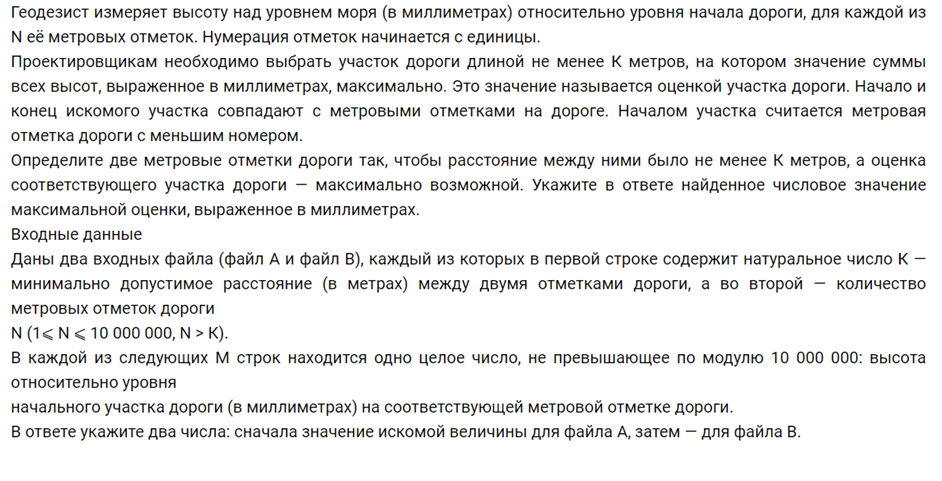 Геодезист измеряет высоту над уровнем моря (в миллиметрах) относительно уровня начала дороги, для каждой из
N её метровых отметок. Нумерация отметок начинается с единицы.
Проектировщикам необходимо выбрать участок дороги длиной не менее K метров, на котором значение суммы
всех высот, выраженное в миллиметрах, максимально. Это значение называется оценкой участка дороги. Начало и
конец искомого участка совпадают с метровыми отметками на дороге. Началом участка считается метровая
отметка дороги с меньшим номером.
Определите две метровые отметки дороги так, чтобы расстояние между ними было не менее K метров, а оценка
соответствующего участка дороги — максимально возможной. Укажите в ответе найденное числовое значение
максимальной оценки, выраженное в миллиметрах.
Входные данные
Даны два входных файла (файл A и файл B), каждый из которых в первой строке содержит натуральное число K —
минимально допустимое расстояние (в метрах) между двумя отметками дороги, а во второй — количество
метровых отметок дороги
N (1⩽ N ⩽ 10 000 000, N > K).
В каждой из следующих M строк находится одно целое число, не превышающее по модулю 10 000 000: высота
относительно уровня
начального участка дороги (в миллиметрах) на соответствующей метровой отметке дороги.
В ответе укажите два числа: сначала значение искомой величины для файла A, затем — для файла B.